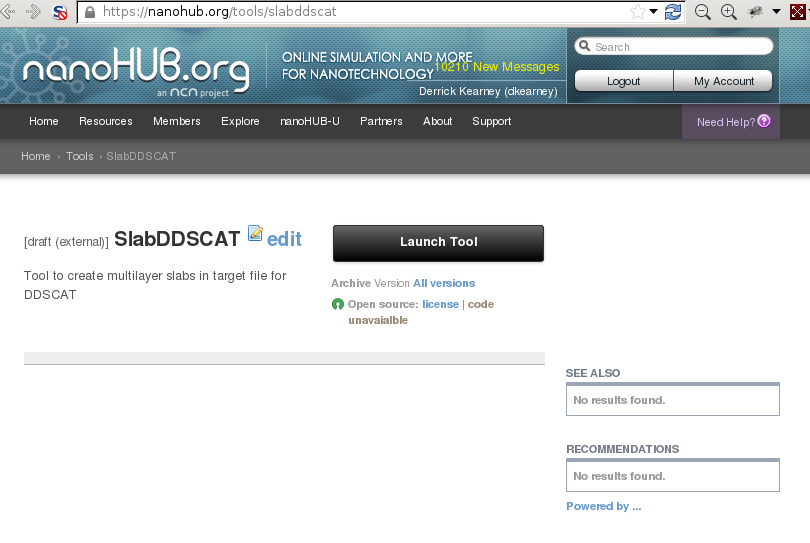 https://nanohub.org/tools/slabddscat
nanoHUB.org
an ncn project
ONLINE SIMULATION AND MORE
FOR NANOTECHNOLOGY
10210 New Messages
Derrick Kearney (dkearney)
Search
Logout
My Account
Home Resources Members Explore nanoHUB-U Partners About Support
Need Help? ?
Home › Tools › SlabDDSCAT
[draft (external)] SlabDDSCAT edit
Tool to create multilayer slabs in target file for
DDSCAT
Launch Tool
Archive Version All versions
Open source: license | code
unavaialble
SEE ALSO
No results found.
RECOMMENDATIONS
No results found.
Powered by ...